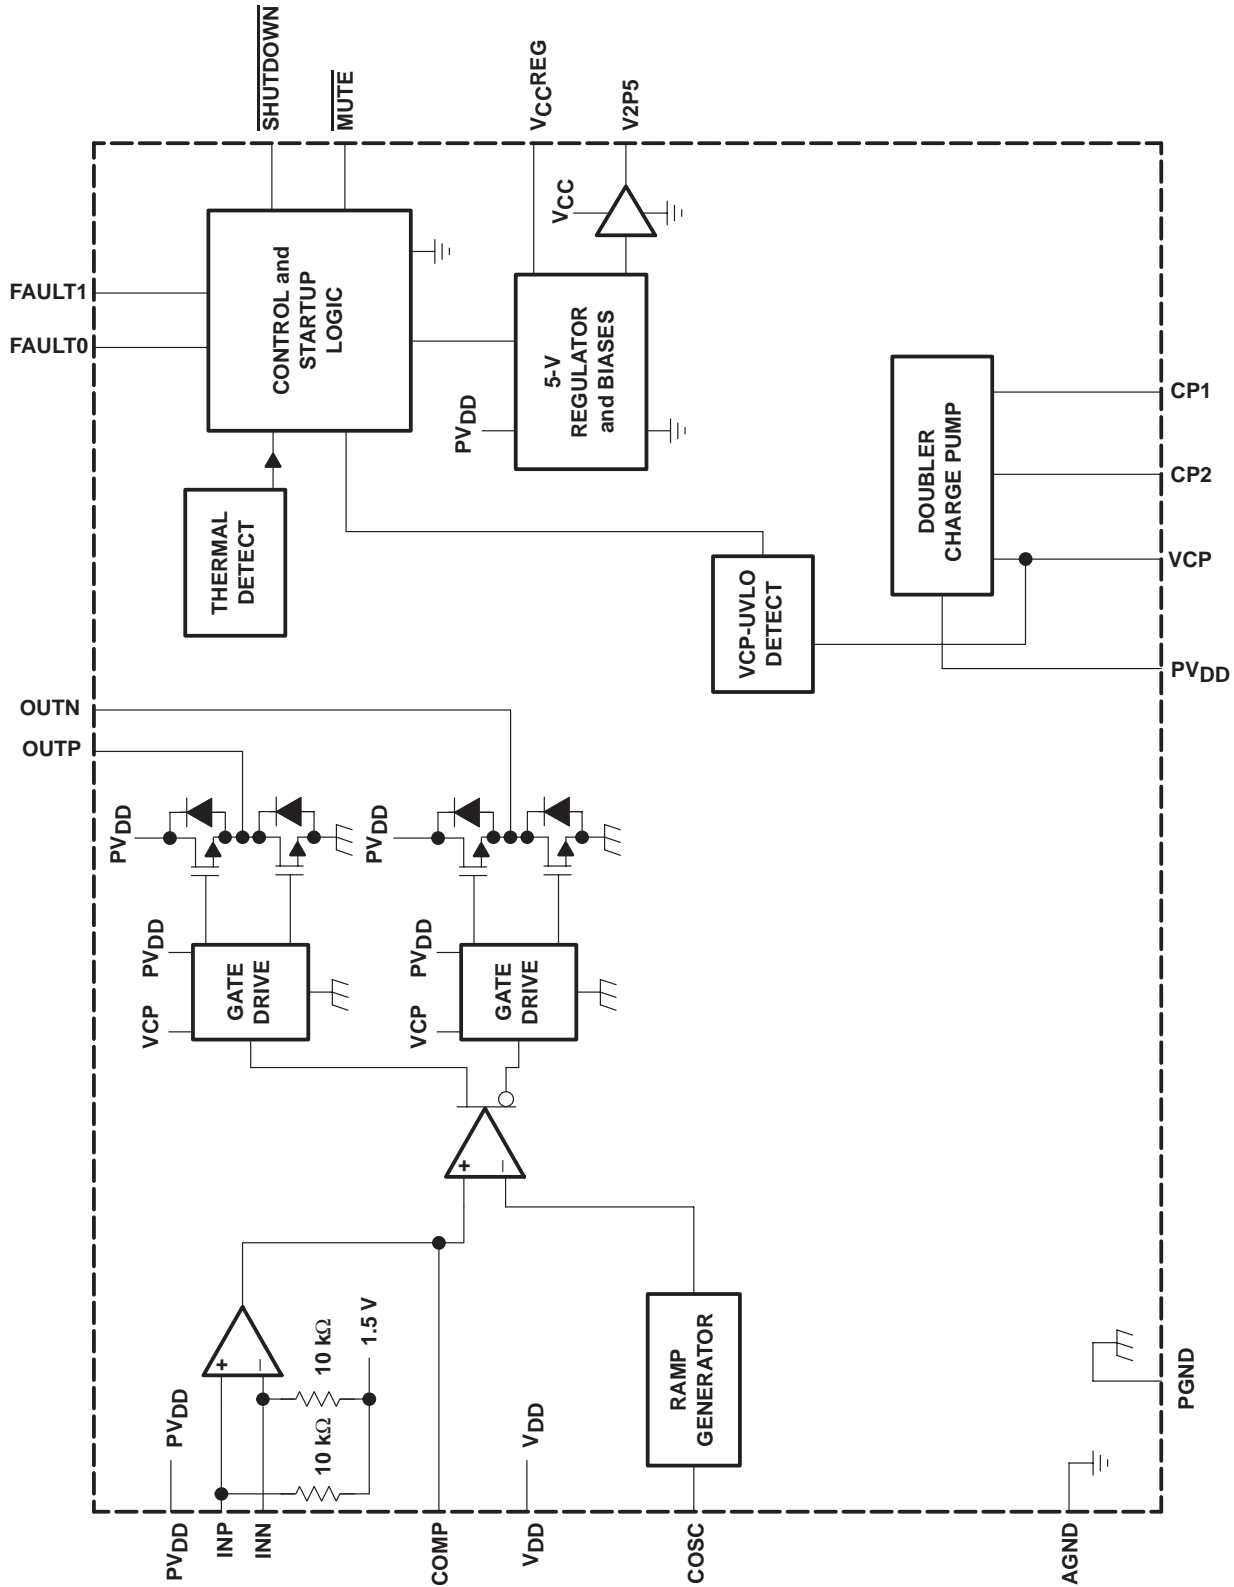 SHUTDOWN
MUTE
VCCREG
V2P5
FAULT1
FAULT0
CONTROL and
STARTUP
LOGIC
VCC
5-V
REGULATOR
and BIASES
PVDD
THERMAL
DETECT
VCP-UVLO
DETECT
DOUBLER
CHARGE PUMP
CP1
CP2
VCP
PVDD
OUTN
OUTP
PVDD
PVDD
PVDD
VCP
GATE
DRIVE
PVDD
VCP
GATE
DRIVE
+
–
+
–
10 kΩ
10 kΩ
1.5 V
PVDD
VDD
RAMP
GENERATOR
PVDD
INP
INN
COMP
VDD
COSC
AGND
PGND